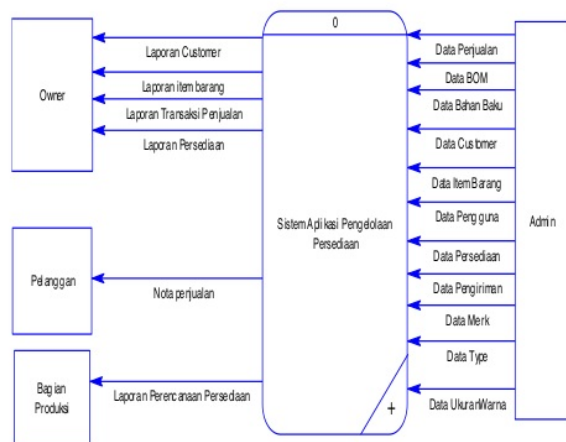 0
Owner
Laporan Customer
Laporan item barang
Laporan Transaksi Penjualan
Laporan Persediaan
Pelanggan
Nota perjualan
Bagian
Produksi
Laporan Perencanaan Persediaan
Sistem Aplikasi Pengelolaan
Persediaan
+
Data Perjualan
Data BOM
Data Bahan Baku
Data Customer
Data Item Barang
Data Pengguna
Data Persediaan
Data Pengiriman
Data Merk
Data Type
Data UkuranWarna
Admin